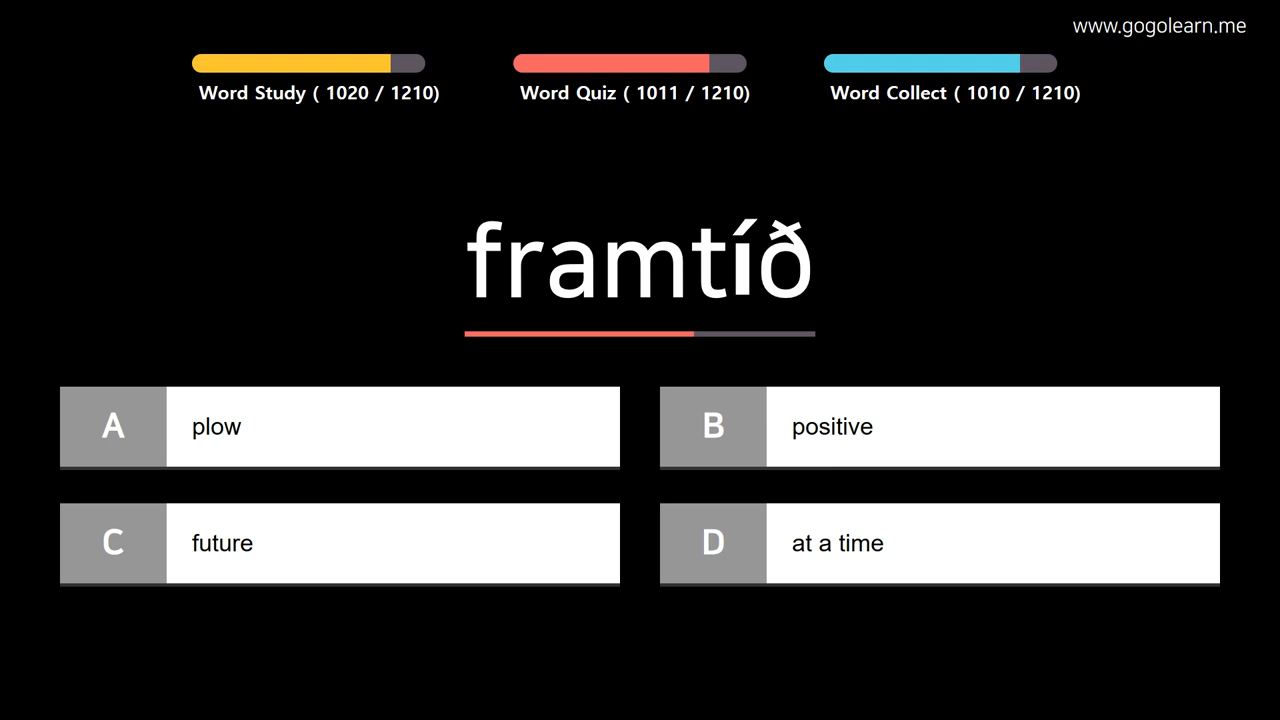 www.gogolearn.me
Word Study ( 1020 / 1210)
Word Quiz ( 1011 / 1210)
Word Collect ( 1010 / 1210)
framtíð
A plow
B positive
C future
D at a time